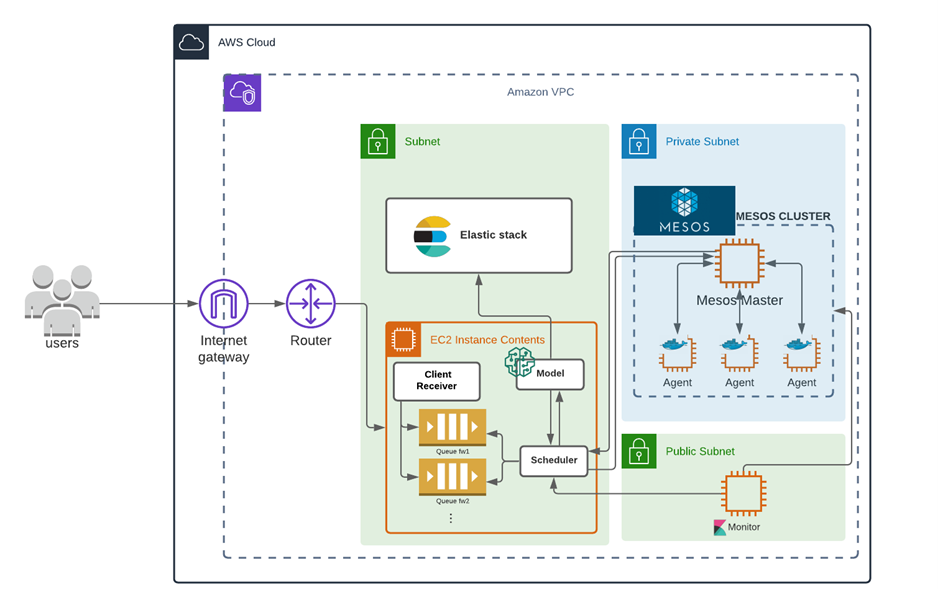 AWS Cloud
Amazon VPC
Subnet
Private Subnet
MESOS
MESOS CLUSTER
Elastic stack
Mesos Master
users
Internet
gateway
Router
EC2 Instance Contents
Client
Receiver
Model
Agent
Agent
Agent
Queue fw1
Scheduler
Public Subnet
Queue fw2
Monitor